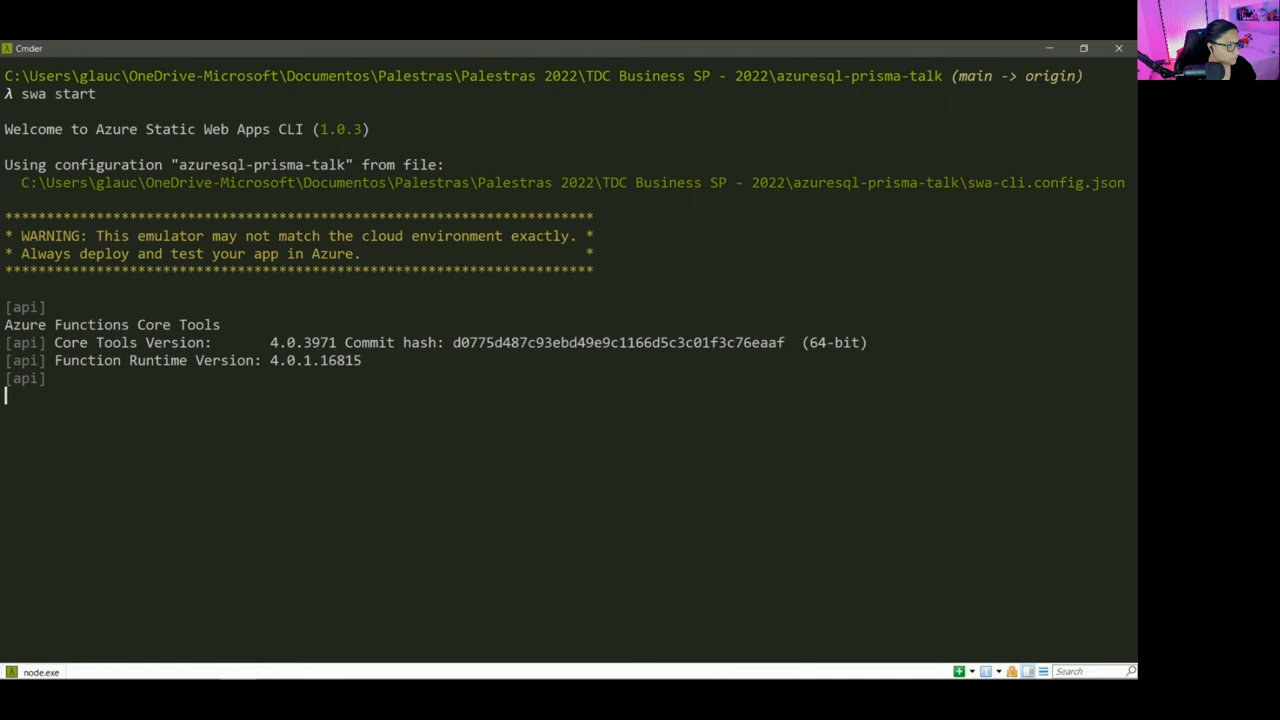 Cmder
C:\Users\glauc\OneDrive-Microsoft\Documentos\Palestras\Palestras 2022\TDC Business SP - 2022\azuresql-prisma-talk (main -> origin)
λ swa start
Welcome to Azure Static Web Apps CLI (1.0.3)
Using configuration "azuresql-prisma-talk" from file:
C:\Users\glauc\OneDrive-Microsoft\Documentos\Palestras\Palestras 2022\TDC Business SP - 2022\azuresql-prisma-talk\swa-cli.config.json
***********************************************************************
* WARNING: This emulator may not match the cloud environment exactly. *
* Always deploy and test your app in Azure. *
***********************************************************************
[api]
Azure Functions Core Tools
[api] Core Tools Version: 4.0.3971 Commit hash: d0775d487c93ebd49e9c1166d5c3c01f3c76eaaf (64-bit)
[api] Function Runtime Version: 4.0.1.16815
[api]
node.exe
Search